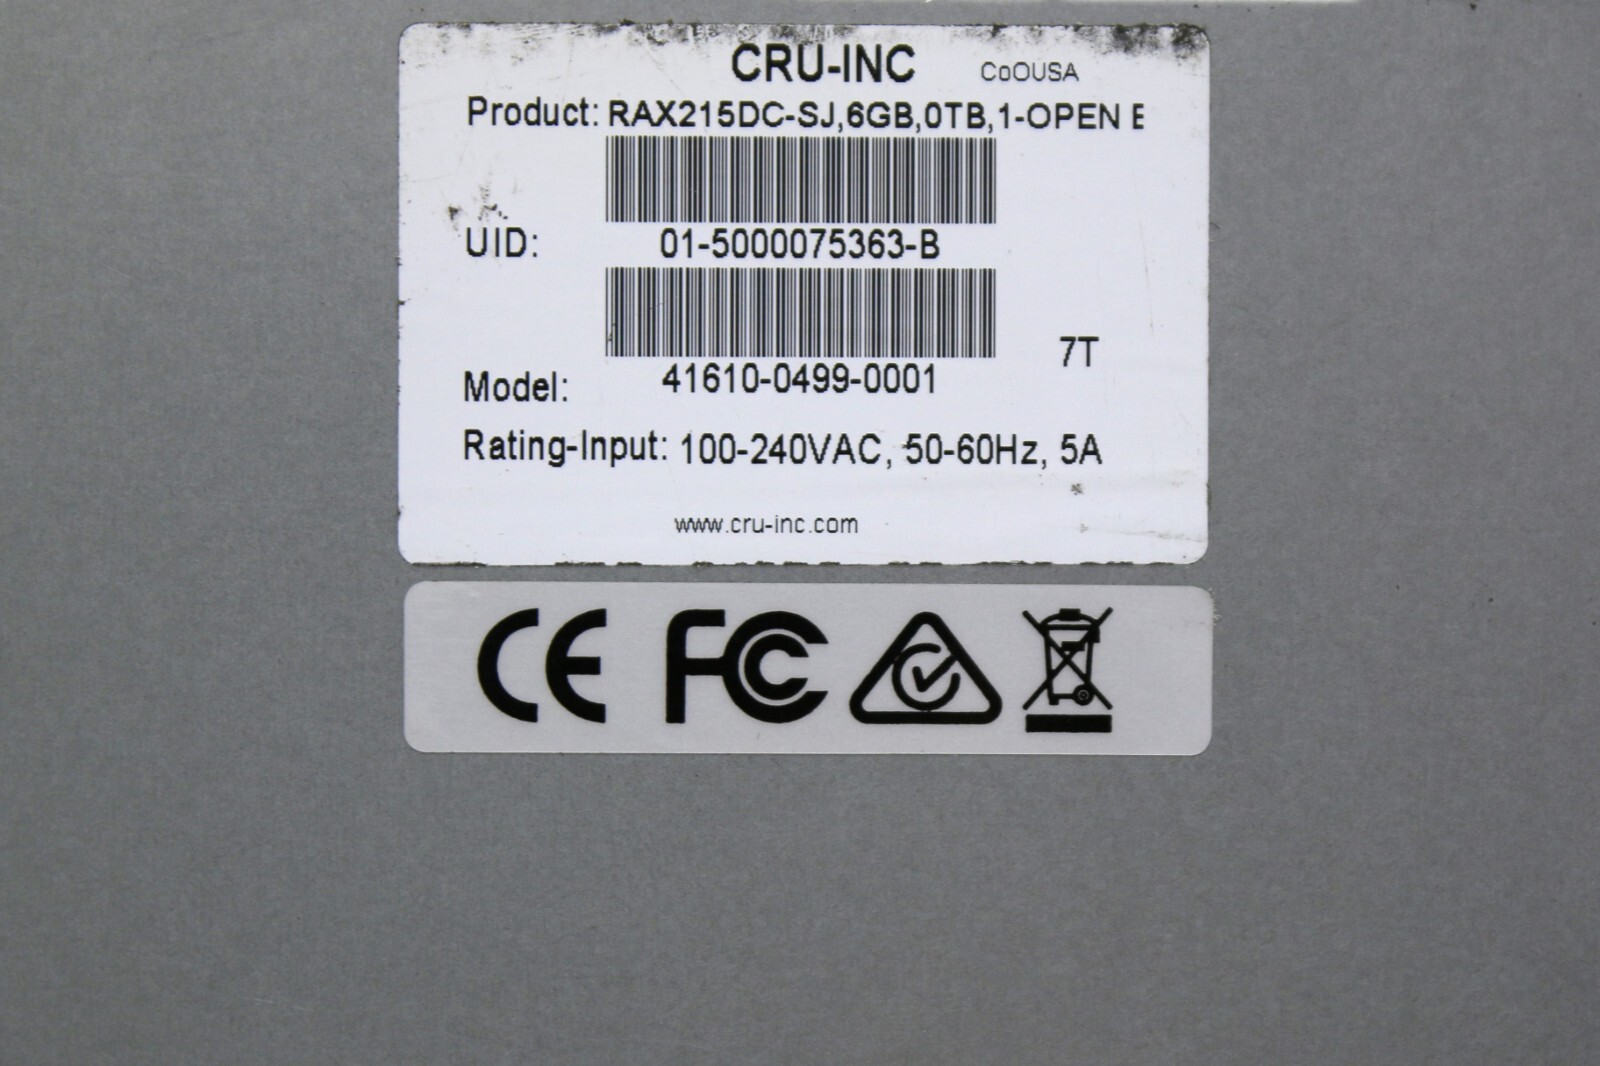 CRU-INC CoOUSA
Product: RAX215DC-SJ,6GB,0TB,1-OPEN
UID: 01-5000075363-B
7T
Model: 41610-0499-0001
Rating-Input: 100-240VAC, 50-60Hz, 5A
www.cru-inc.com
CE FC